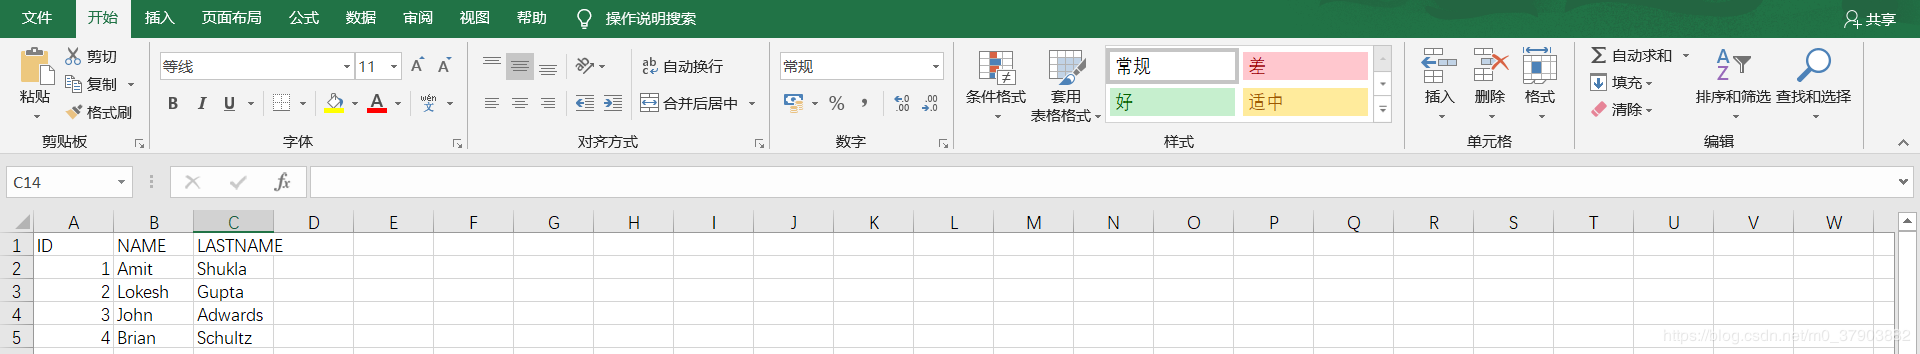 文件 开始 插入 页面布局 公式 数据 审阅 视图 帮助 操作说明搜索 共享
粘贴 剪切 复制 格式刷
剪贴板
等线 11 A A
B I U A wén 文
字体
ab 自动换行
合并后居中
对齐方式
常规
% , .0 .00 .00 .0
数字
条件格式 套用
表格格式
常规 差
好 适中
样式
插入 删除 格式
单元格
Σ 自动求和
填充
清除
A Z 排序和筛选 查找和选择
编辑
C14 fx
A B C D E F G H I J K L M N O P Q R S T U V W
1 ID NAME LASTNAME
2 1 Amit Shukla
3 2 Lokesh Gupta
4 3 John Adwards
5 4 Brian Schultz
https://blog.csdn.net/m0_37903882